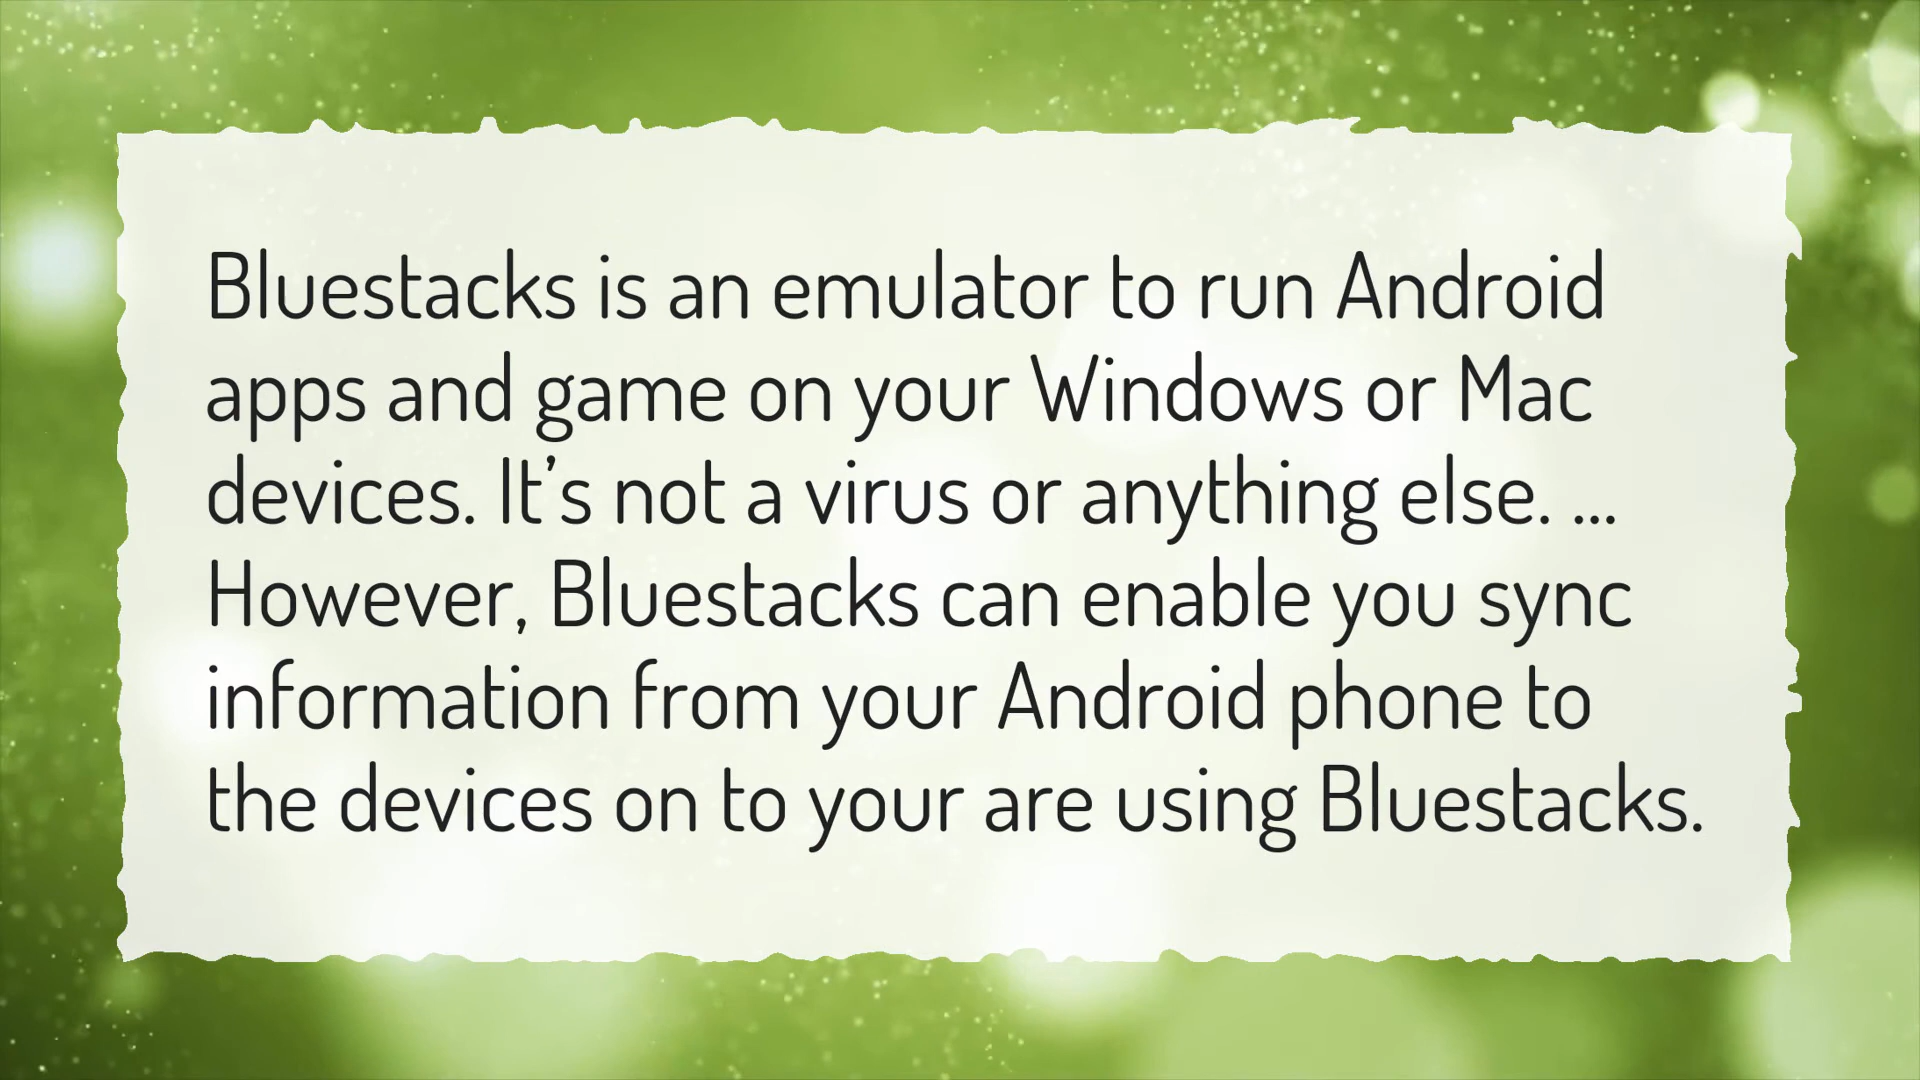 Bluestacks is an emulator to run Android
apps and game on your Windows or Mac
devices. It’s not a virus or anything else. ...
However, Bluestacks can enable you sync
information from your Android phone to
the devices on to your are using Bluestacks.